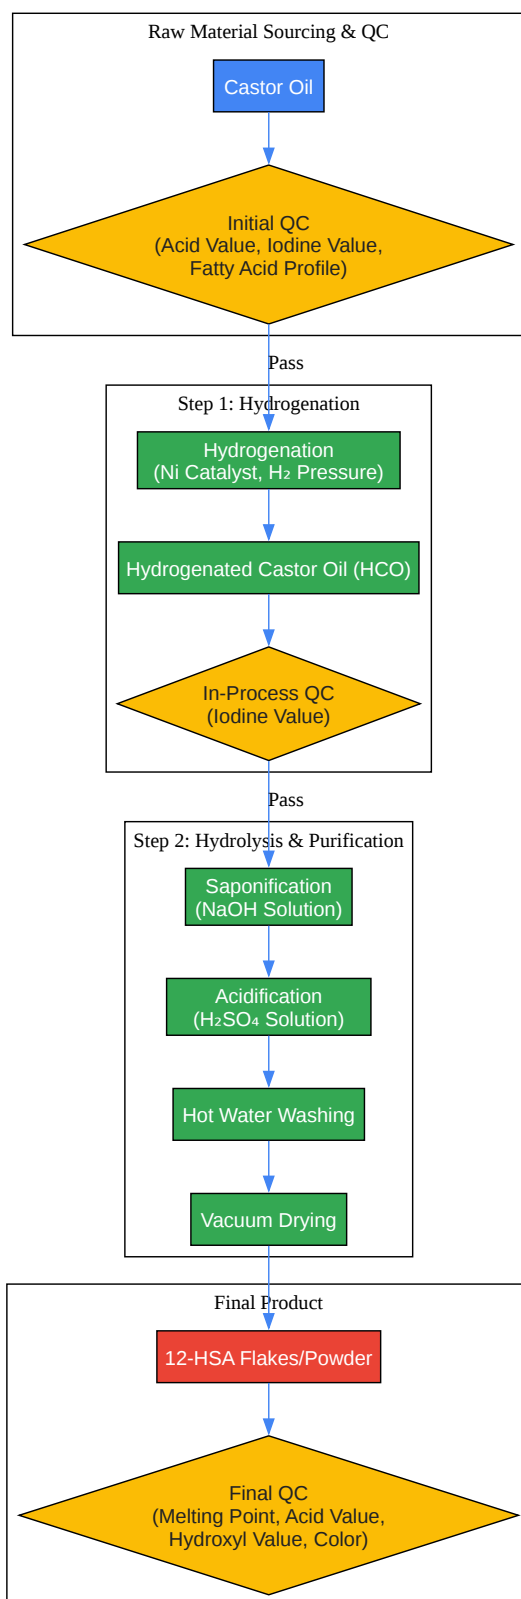 Raw Material Sourcing & QC
Castor Oil
Initial QC
(Acid Value, Iodine Value,
Fatty Acid Profile)
Pass
Step 1: Hydrogenation
Hydrogenation
(Ni Catalyst, H₂ Pressure)
Hydrogenated Castor Oil (HCO)
In-Process QC
(Iodine Value)
Pass
Step 2: Hydrolysis & Purification
Saponification
(NaOH Solution)
Acidification
(H₂SO₄ Solution)
Hot Water Washing
Vacuum Drying
Final Product
12-HSA Flakes/Powder
Final QC
(Melting Point, Acid Value,
Hydroxyl Value, Color)